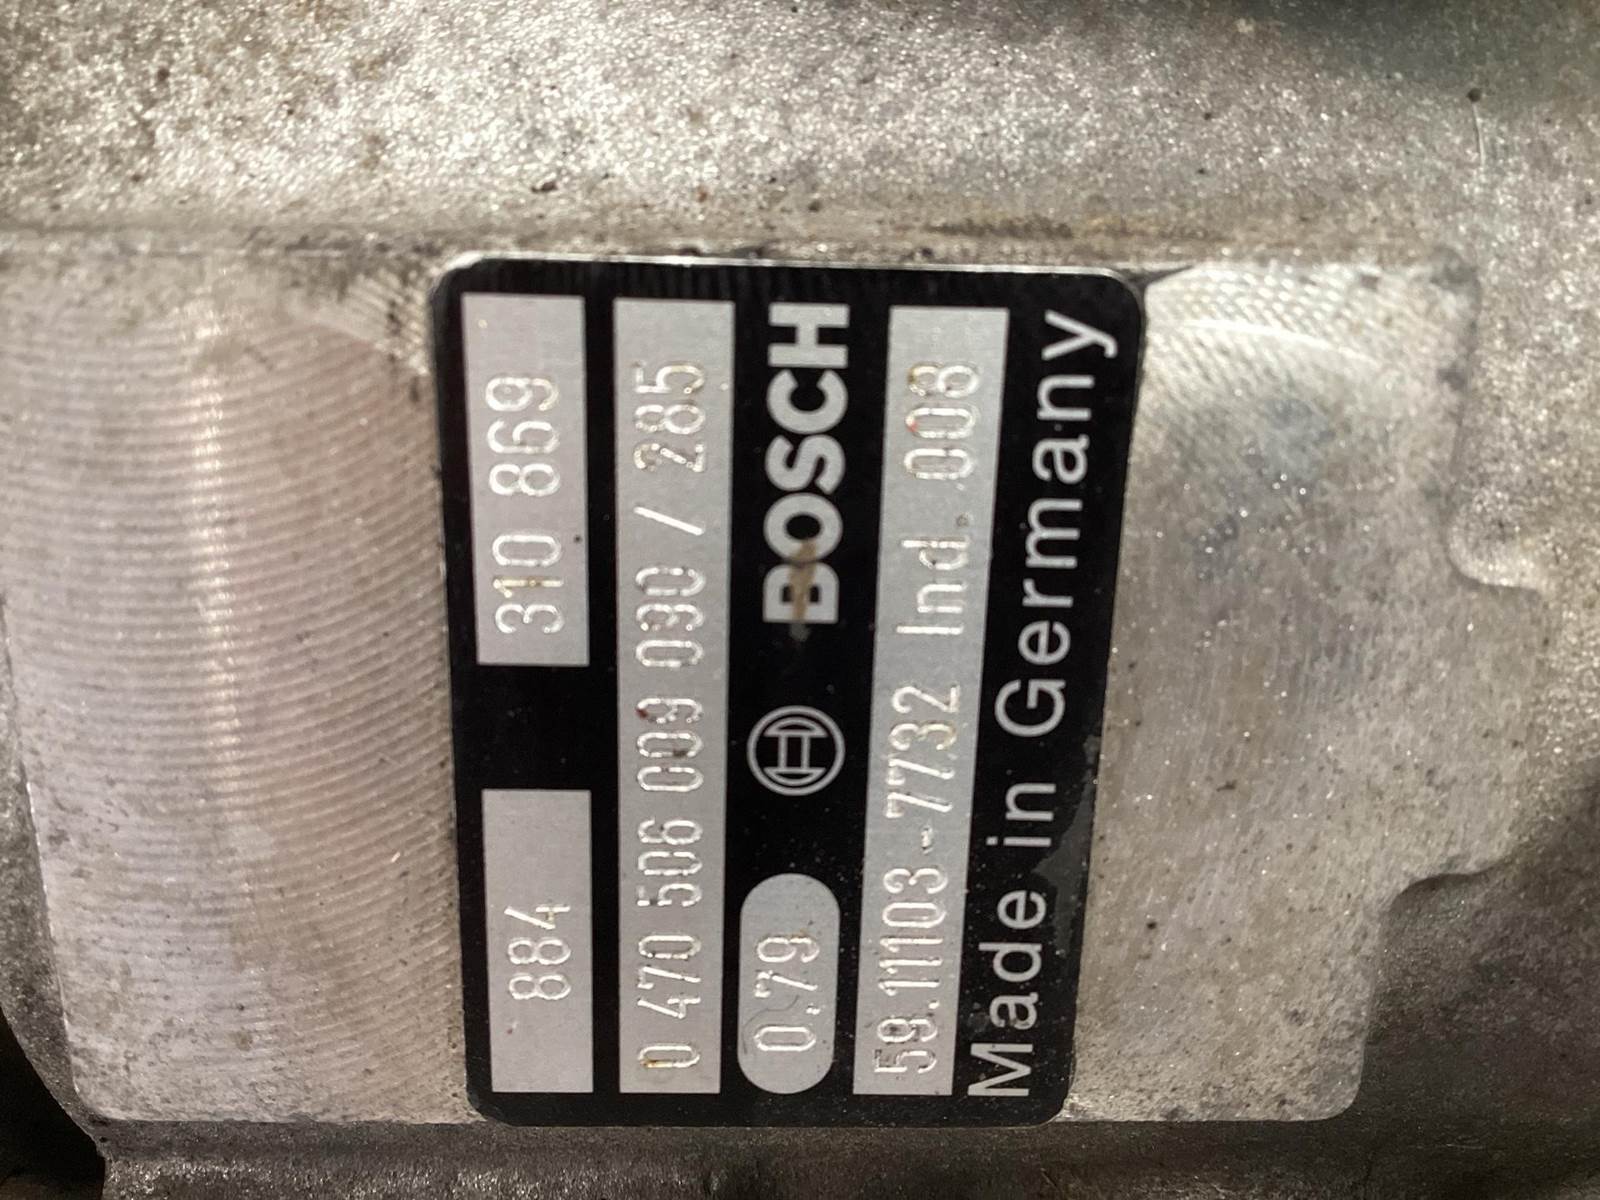 884 310 869
0 470 506 009 090 / 285
0.79 BOSCH
59.11103-7732 Ind. 008
Made in Germany